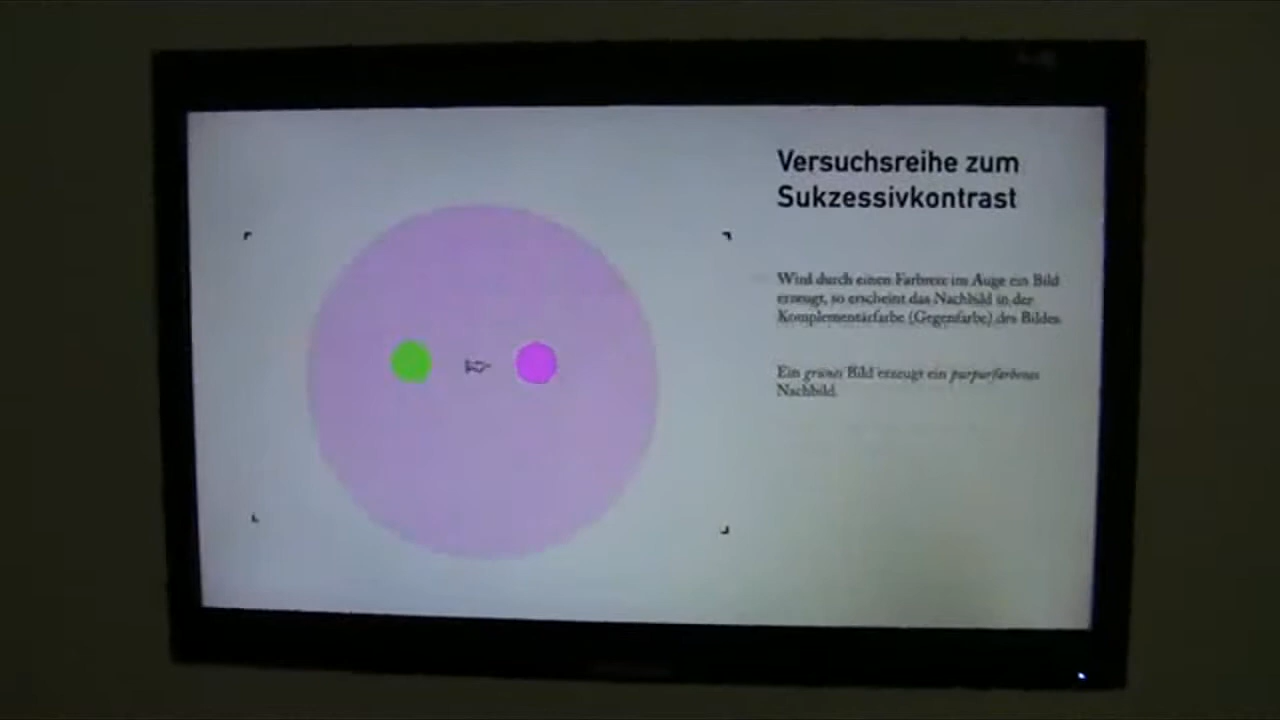 Versuchsreihe zum
Sukzessivkontrast
Wird durch einen Farbreiz im Auge ein Bild
erzeugt, so erscheint das Nachbild in der
Komplementärfarbe (Gegenfarbe) des Bildes.
Ein grünes Bild erzeugt ein purpurfarbenes
Nachbild.